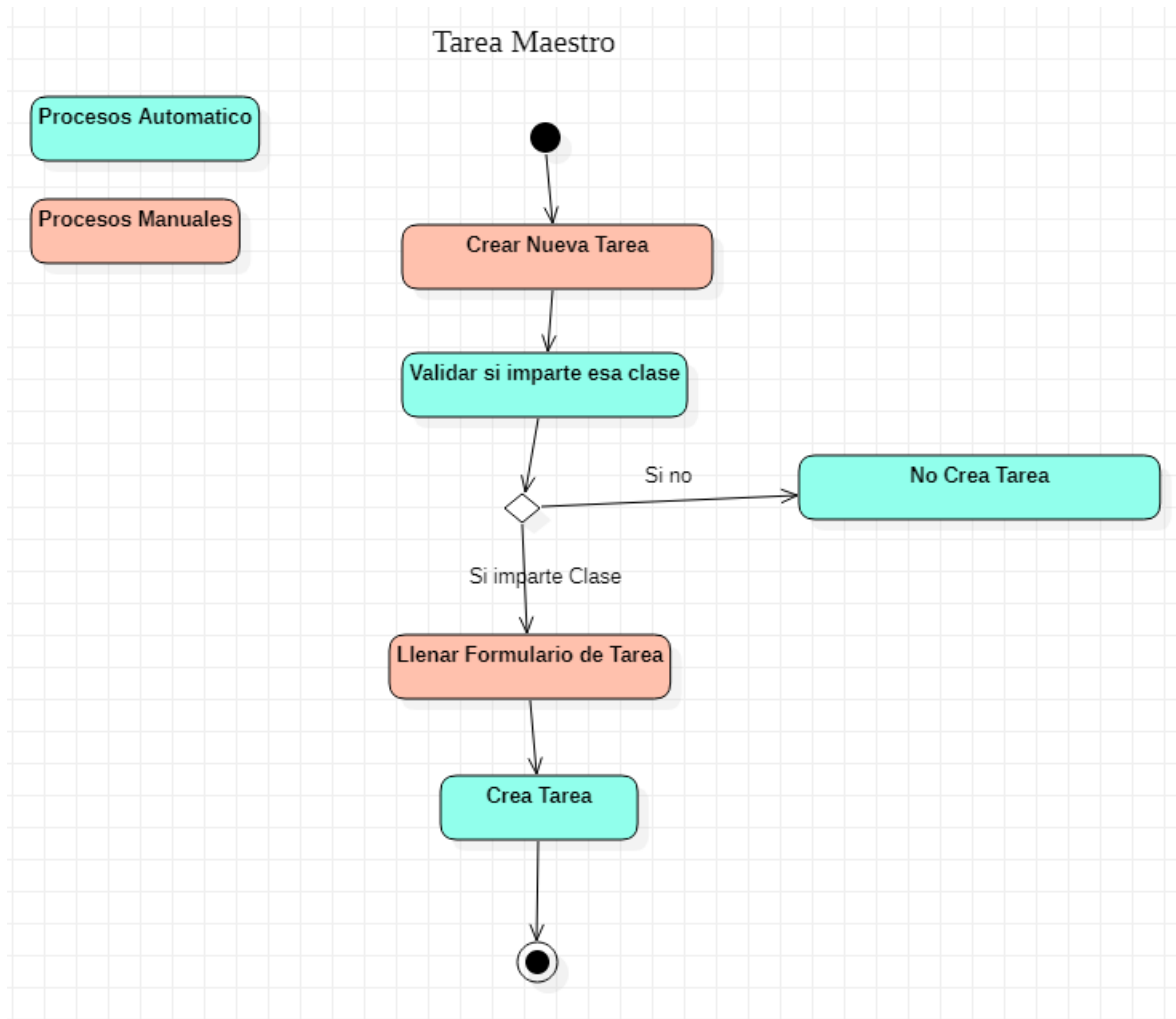 Tarea Maestro
Procesos Automatico
Procesos Manuales
Crear Nueva Tarea
Validar si imparte esa clase
Si no
No Crea Tarea
Si imparte Clase
Llenar Formulario de Tarea
Crea Tarea